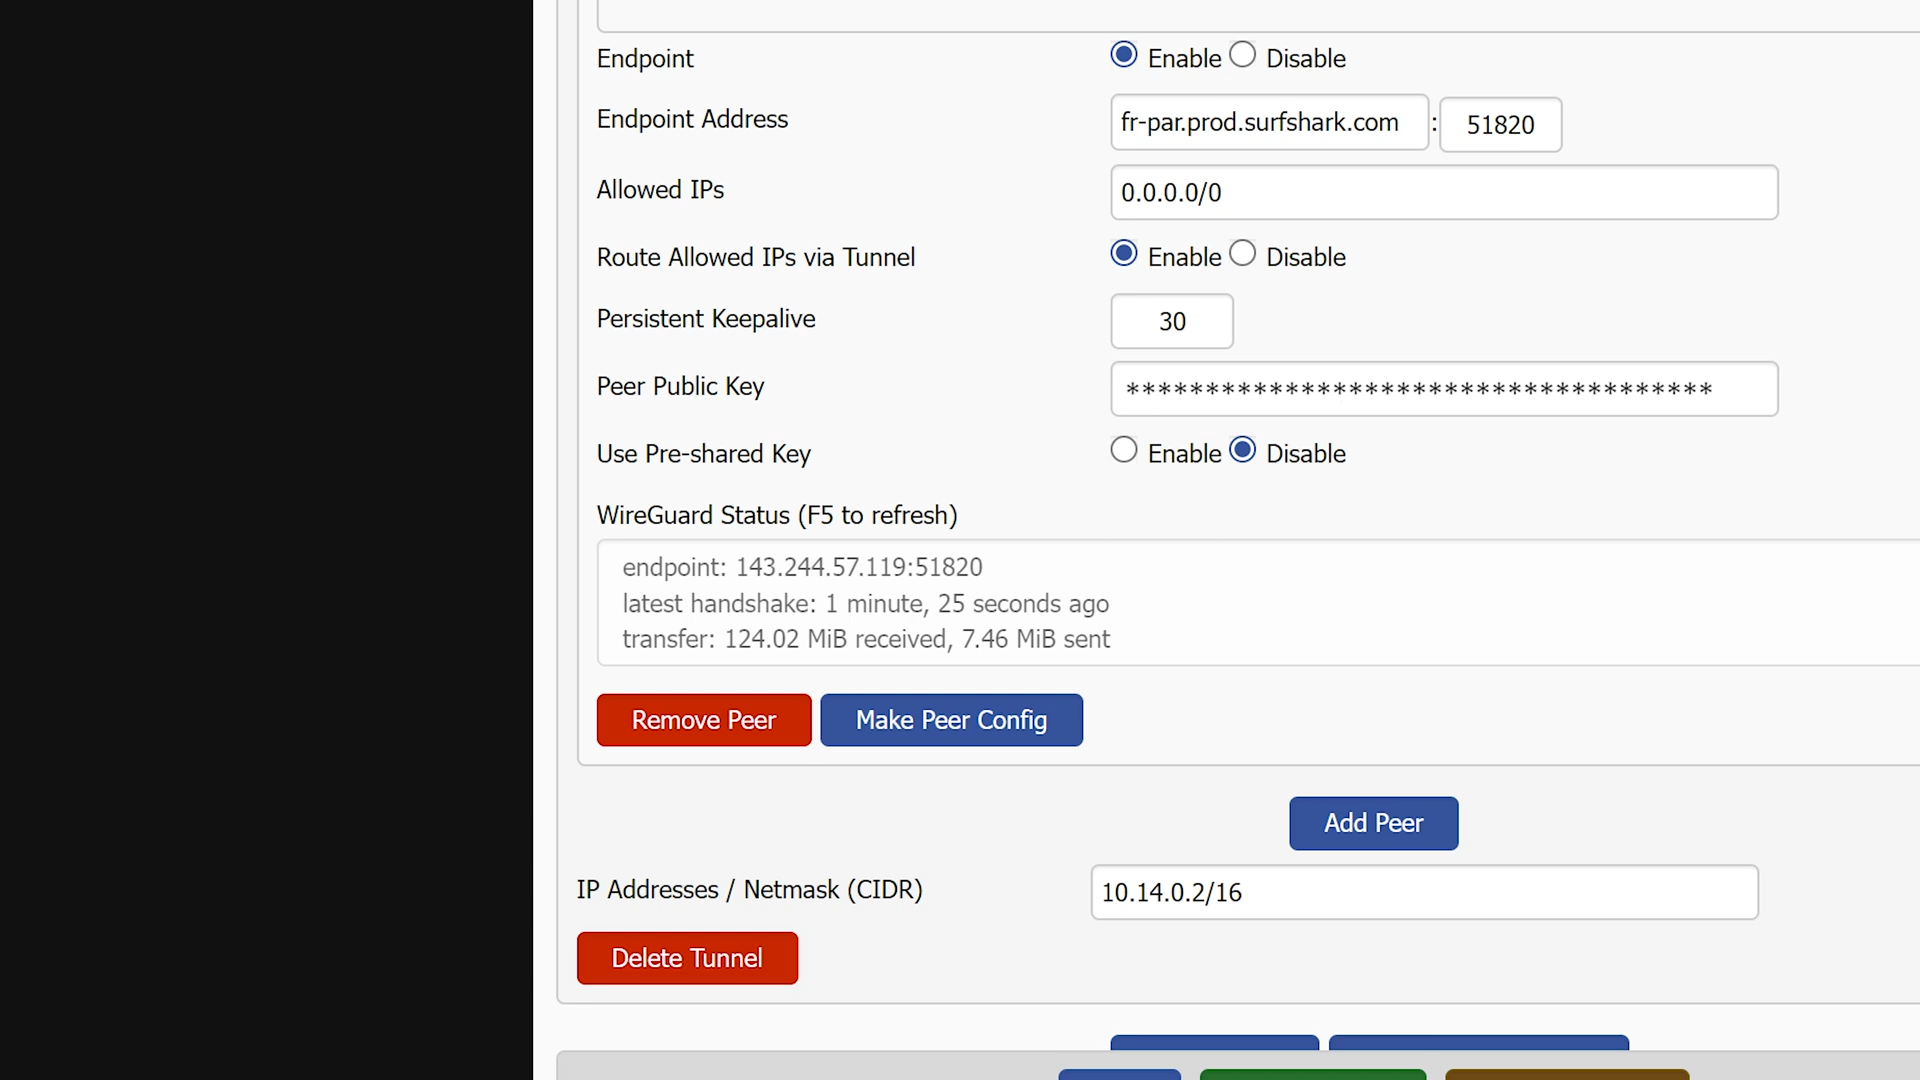 Endpoint Enable Disable
Endpoint Address fr-par.prod.surfshark.com : 51820
Allowed IPs 0.0.0.0/0
Route Allowed IPs via Tunnel Enable Disable
Persistent Keepalive 30
Peer Public Key *************************************
Use Pre-shared Key Enable Disable
WireGuard Status (F5 to refresh)
endpoint: 143.244.57.119:51820
latest handshake: 1 minute, 25 seconds ago
transfer: 124.02 MiB received, 7.46 MiB sent
Remove Peer Make Peer Config
Add Peer
IP Addresses / Netmask (CIDR) 10.14.0.2/16
Delete Tunnel